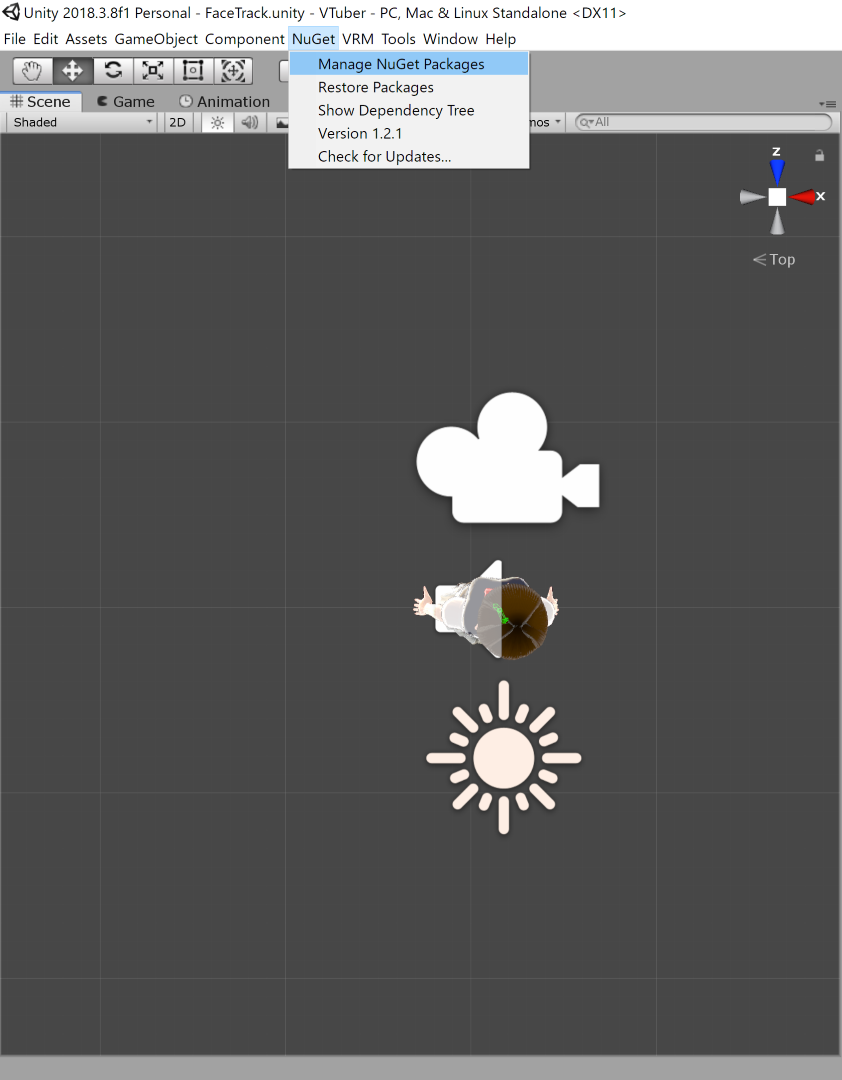 Unity 2018.3.8f1 Personal - FaceTrack.unity - VTuber - PC, Mac & Linux Standalone <DX11>
File Edit Assets GameObject Component NuGet VRM Tools Window Help
Manage NuGet Packages
Restore Packages
Show Dependency Tree
Version 1.2.1
Check for Updates...
Scene Game Animation
Shaded 2D mos All
z
x
Top